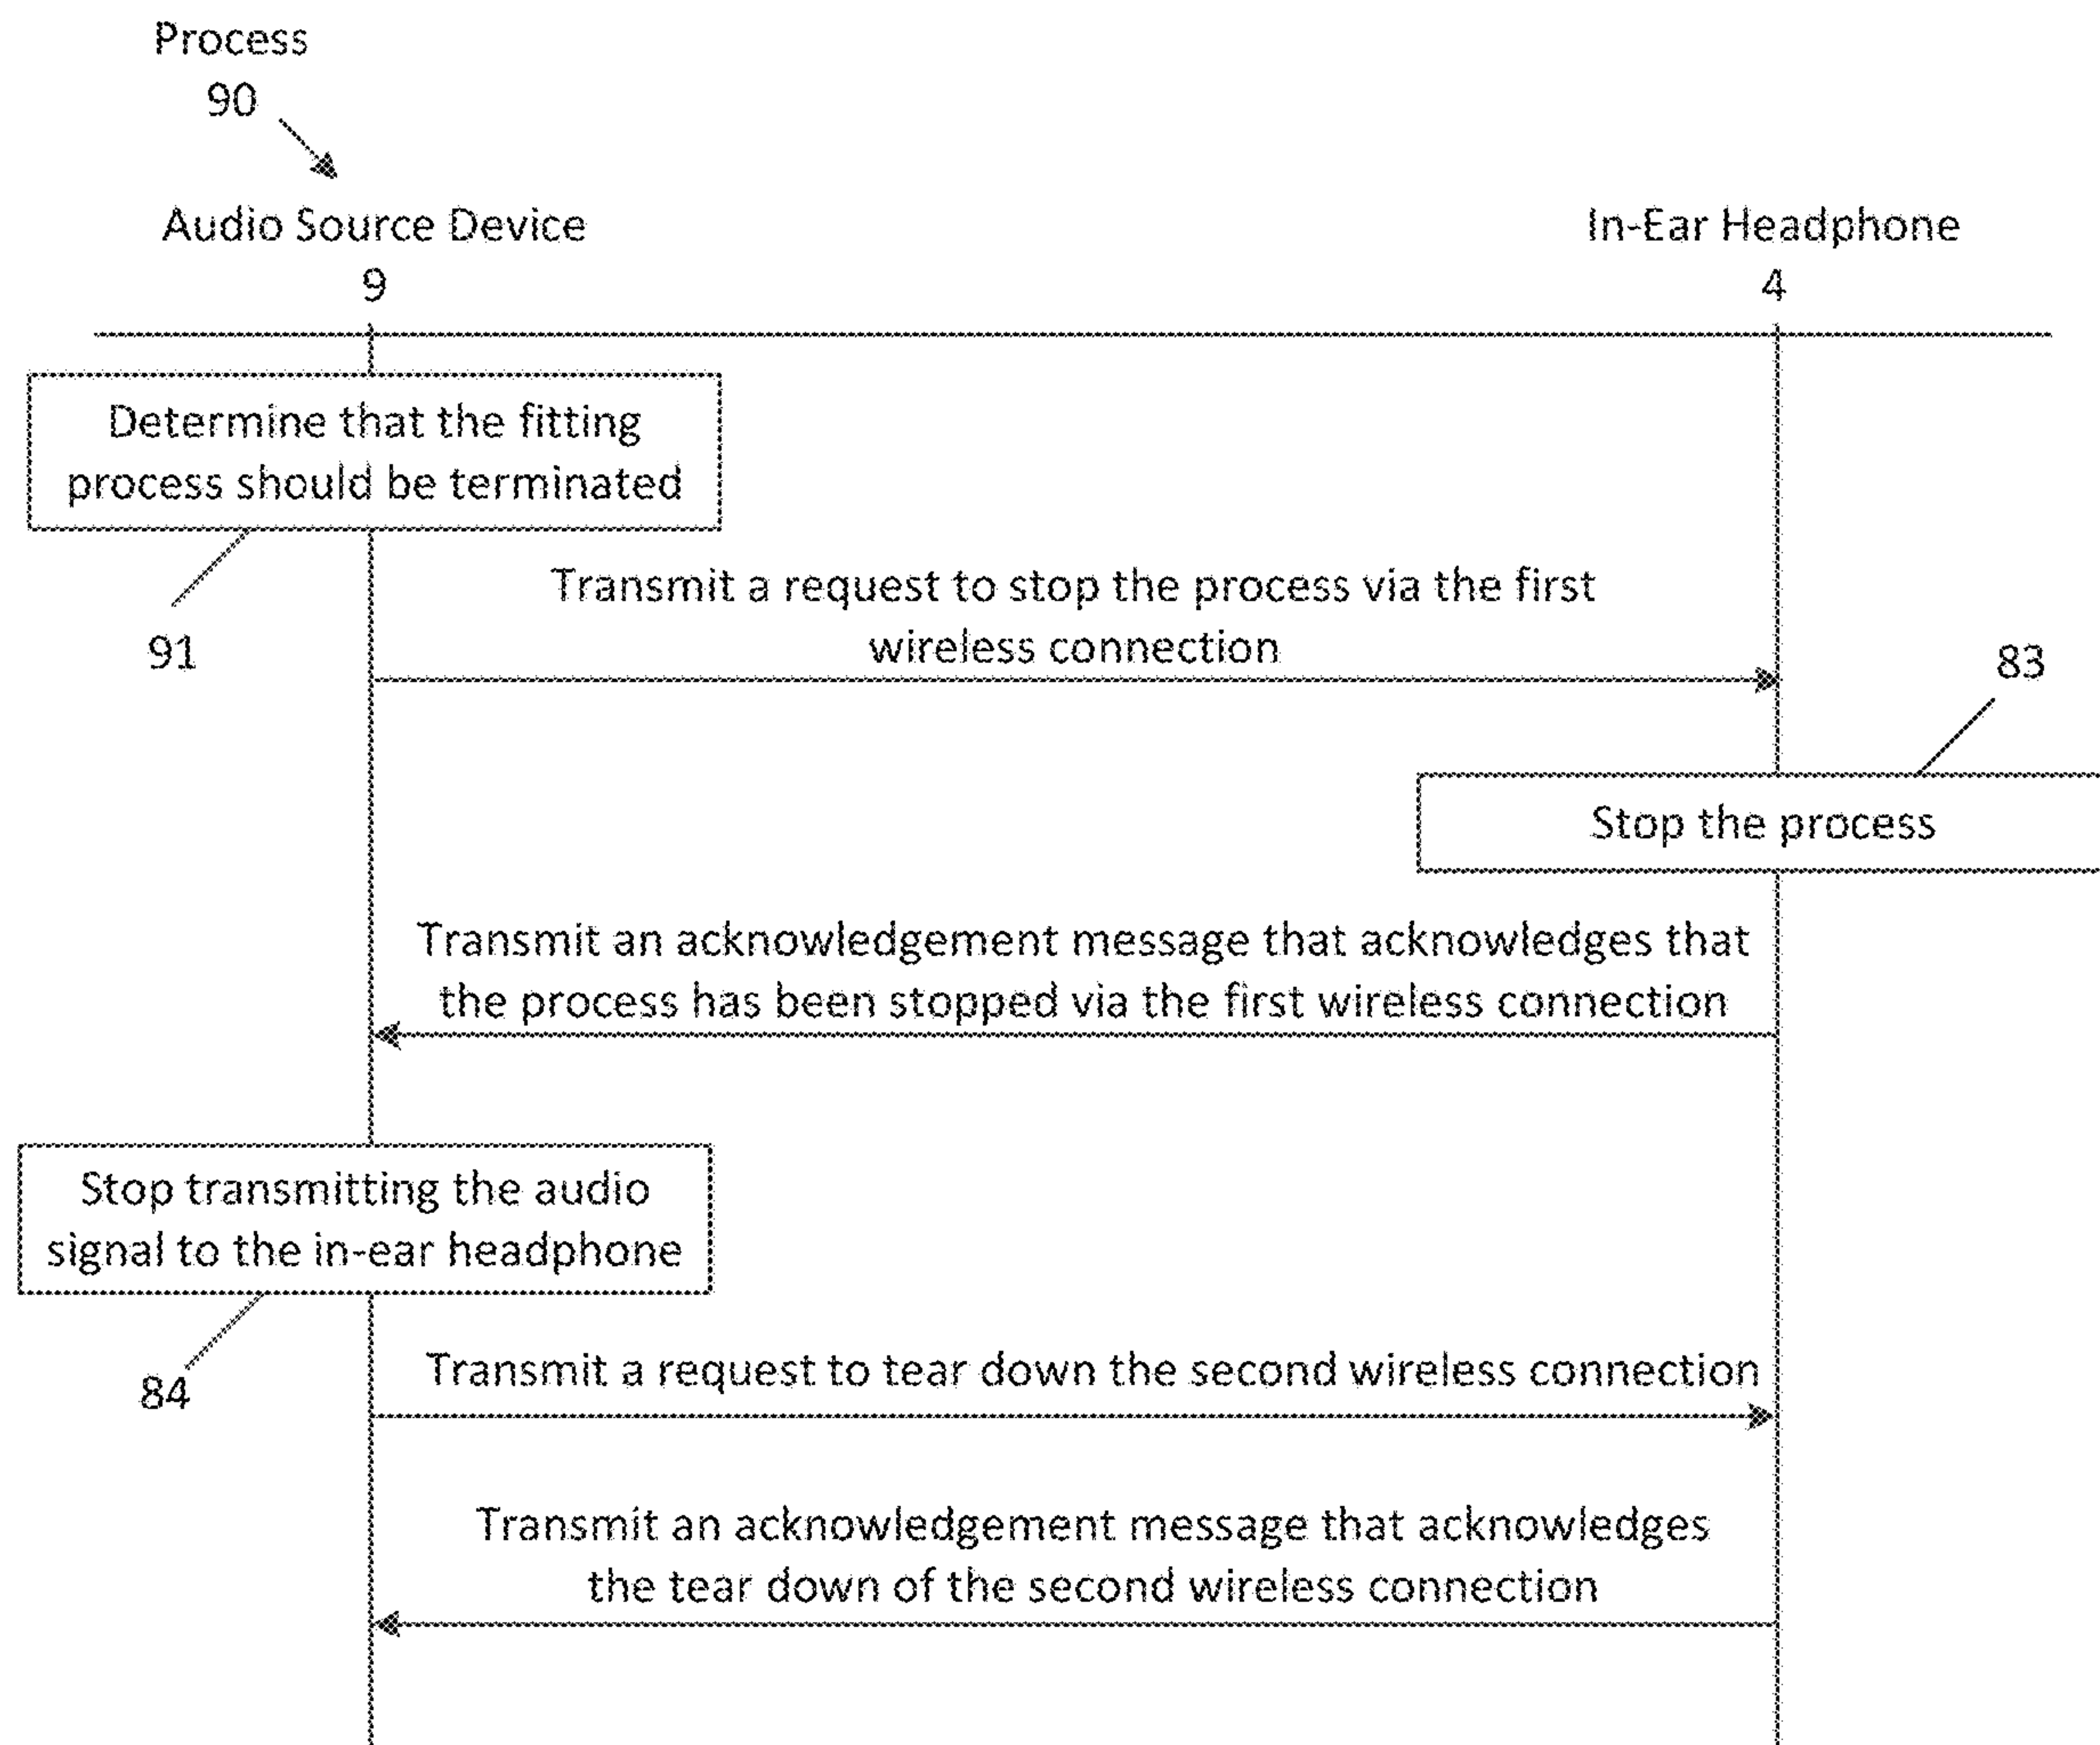 Process
90
Audio Source Device
9
In-Ear Headphone
4
Determine that the fitting
process should be terminated
91
Transmit a request to stop the process via the first
wireless connection
83
Stop the process
Transmit an acknowledgement message that acknowledges that
the process has been stopped via the first wireless connection
Stop transmitting the audio
signal to the in-ear headphone
84
Transmit a request to tear down the second wireless connection
Transmit an acknowledgement message that acknowledges
the tear down of the second wireless connection